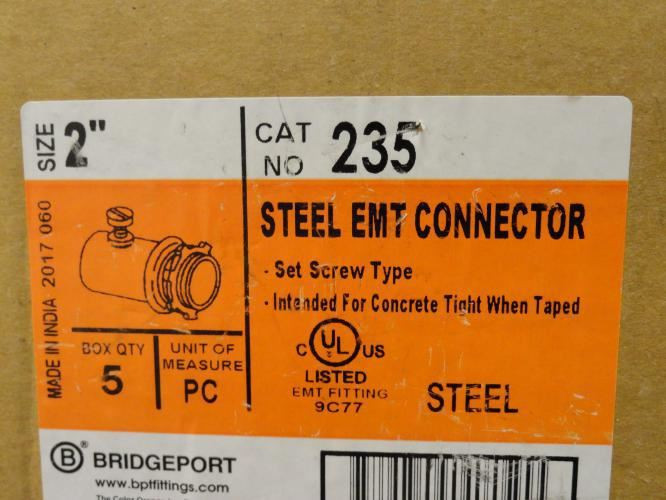 SIZE 2"
CAT NO 235
MADE IN INDIA 2017 060
STEEL EMT CONNECTOR
- Set Screw Type
- Intended For Concrete Tight When Taped
BOX QTY
5
UNIT OF
MEASURE
PC
C UL US
LISTED
EMT FITTING
9C77
STEEL
B® BRIDGEPORT
www.bptfittings.com
The Color